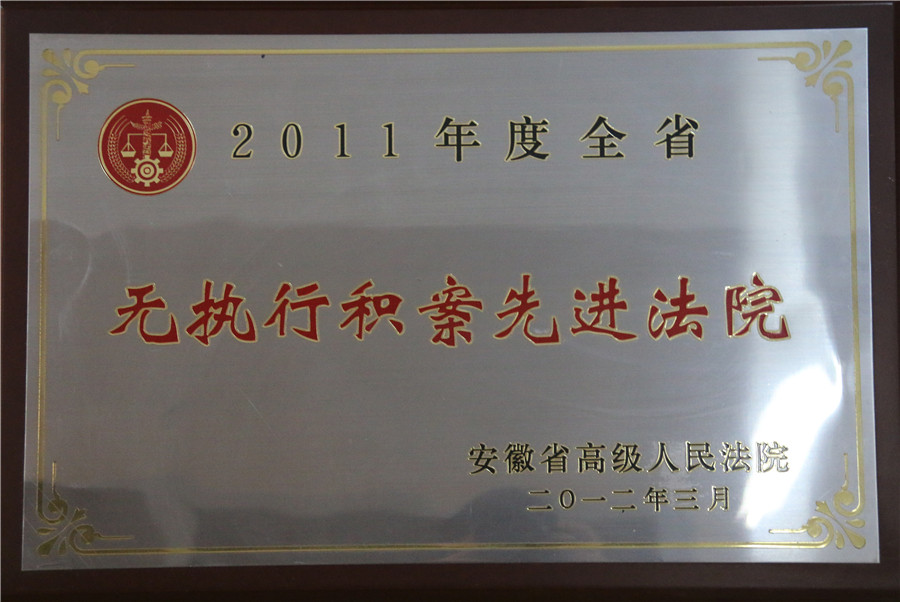 2011年度全省
无执行积案先进法院
安徽省高级人民法院
二〇一二年三月